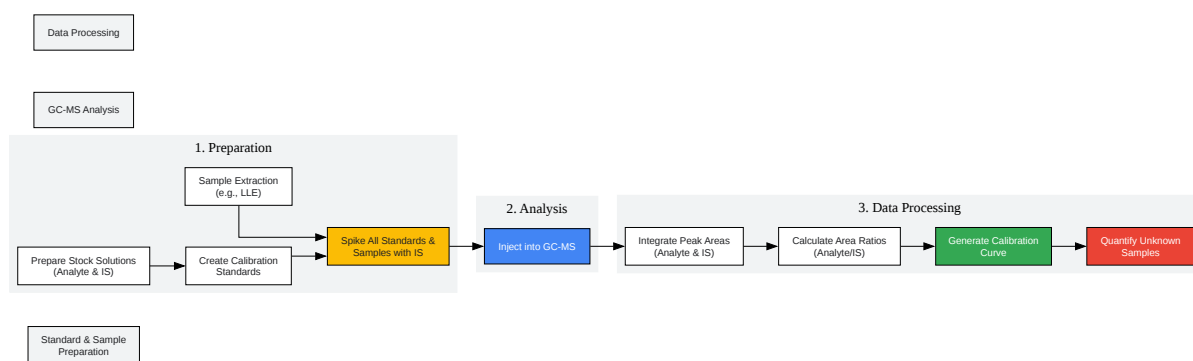 Data Processing
GC-MS Analysis
1. Preparation
Sample Extraction
(e.g., LLE)
Prepare Stock Solutions
(Analyte & IS)
Create Calibration
Standards
Spike All Standards &
Samples with IS
2. Analysis
Inject into GC-MS
3. Data Processing
Integrate Peak Areas
(Analyte & IS)
Calculate Area Ratios
(Analyte/IS)
Generate Calibration
Curve
Quantify Unknown
Samples
Standard & Sample
Preparation